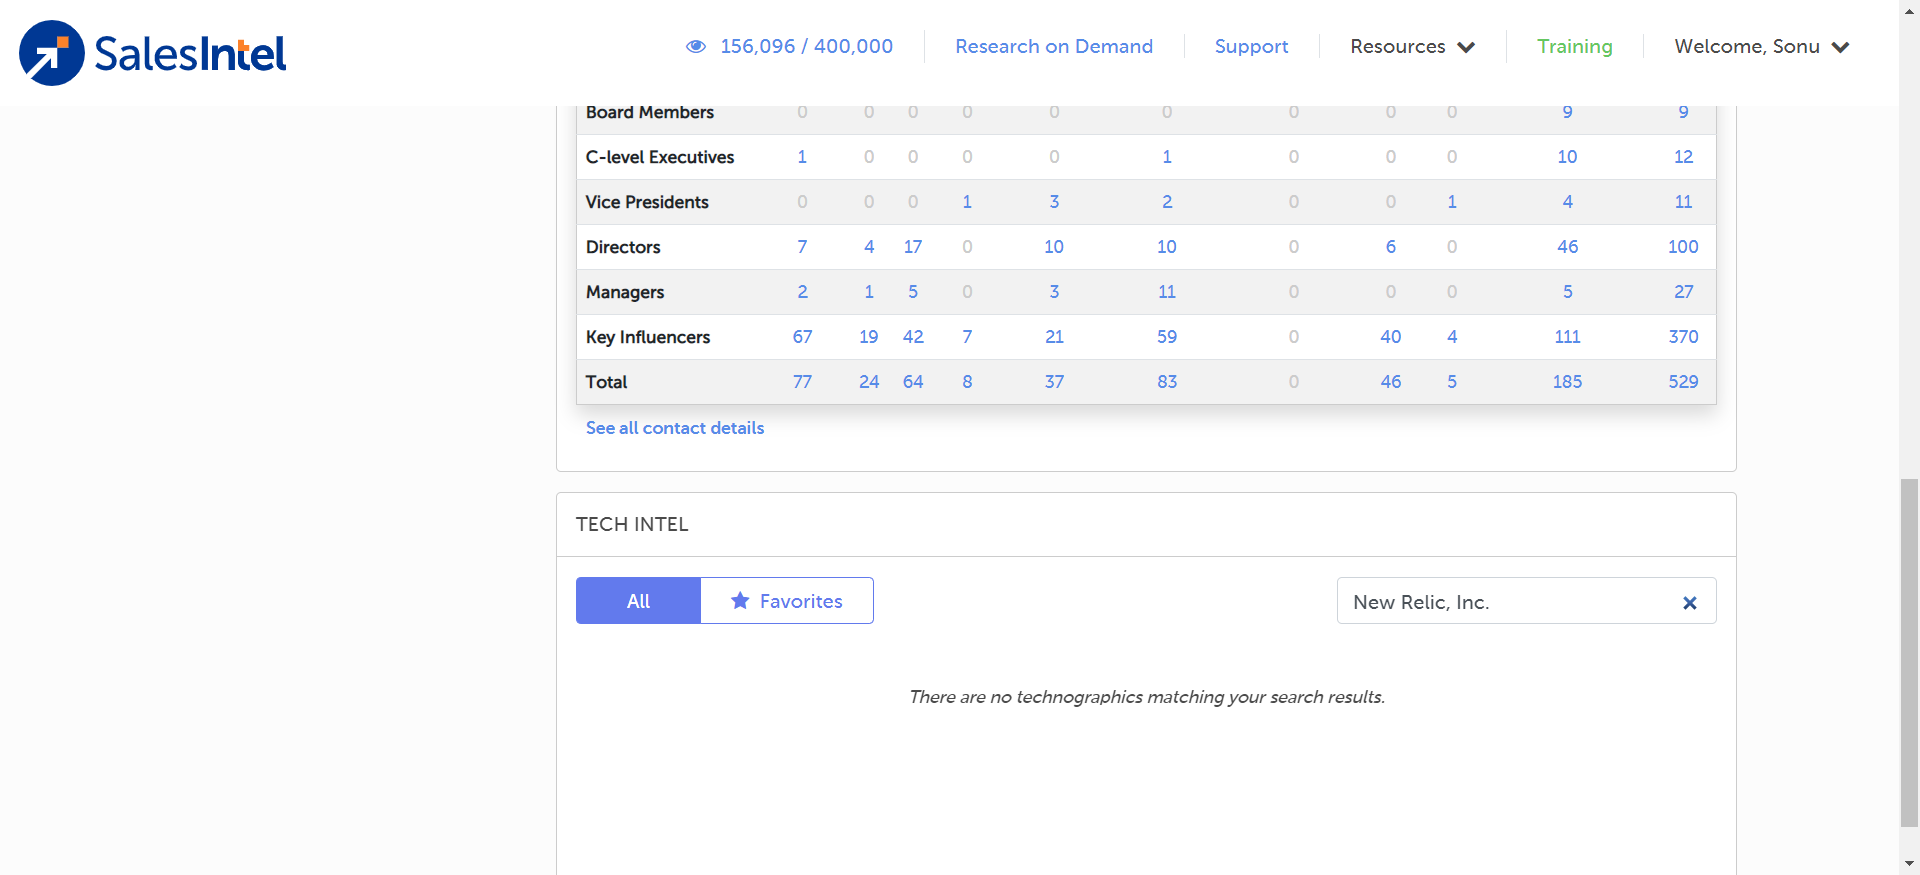 SalesIntel
156,096 / 400,000 Research on Demand Support Resources Training Welcome, Sonu
Board Members 0 0 0 0 0 0 0 0 0 9 9
C-level Executives 1 0 0 0 0 1 0 0 0 10 12
Vice Presidents 0 0 0 1 3 2 0 0 1 4 11
Directors 7 4 17 0 10 10 0 6 0 46 100
Managers 2 1 5 0 3 11 0 0 0 5 27
Key Influencers 67 19 42 7 21 59 0 40 4 111 370
Total 77 24 64 8 37 83 0 46 5 185 529
See all contact details
TECH INTEL
All Favorites New Relic, Inc.
There are no technographics matching your search results.